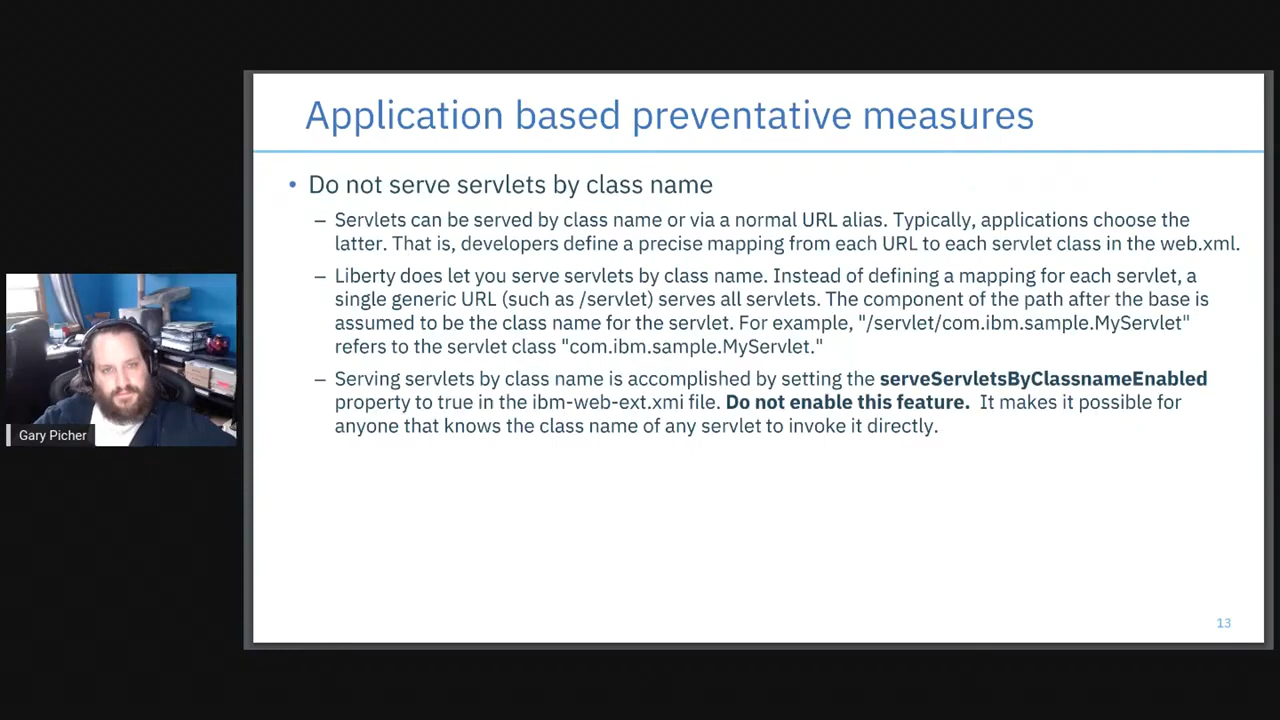 Application based preventative measures
• Do not serve servlets by class name
– Servlets can be served by class name or via a normal URL alias. Typically, applications choose the
latter. That is, developers define a precise mapping from each URL to each servlet class in the web.xml.
– Liberty does let you serve servlets by class name. Instead of defining a mapping for each servlet, a
single generic URL (such as /servlet) serves all servlets. The component of the path after the base is
assumed to be the class name for the servlet. For example, "/servlet/com.ibm.sample.MyServlet"
refers to the servlet class "com.ibm.sample.MyServlet."
– Serving servlets by class name is accomplished by setting the serveServletsByClassnameEnabled
property to true in the ibm-web-ext.xmi file. Do not enable this feature. It makes it possible for
anyone that knows the class name of any servlet to invoke it directly.
Gary Picher
13